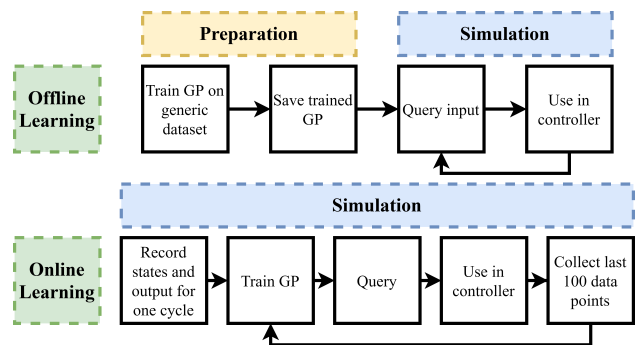 Preparation
Simulation
Offline
Learning
Train GP on
generic
dataset
Save trained
GP
Query input
Use in
controller
Simulation
Online
Learning
Record
states and
output for
one cycle
Train GP
Query
Use in
controller
Collect last
100 data
points